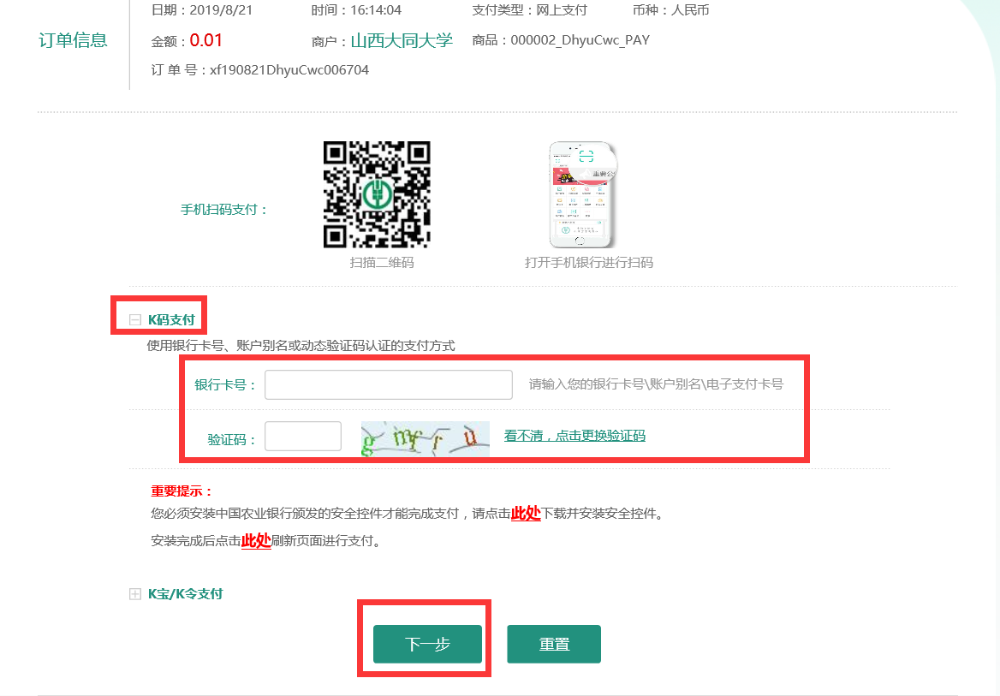 日期：2019/8/21 时间：16:14:04 支付类型：网上支付 币种：人民币
订单信息 金额：0.01 商户：山西大同大学 商品：000002_DhyuCwc_PAY
订 单 号：xf190821DhyuCwc006704
手机扫码支付：
扫描二维码 打开手机银行进行扫码
K码支付
使用银行卡号、账户别名或动态验证码认证的支付方式
银行卡号： 请输入您的银行卡号\账户别名\电子支付卡号
验证码： 看不清，点击更换验证码
重要提示：
您必须安装中国农业银行颁发的安全控件才能完成支付，请点击此处下载并安装安全控件。
安装完成后点击此处刷新页面进行支付。
K宝/K令支付
下一步 重置